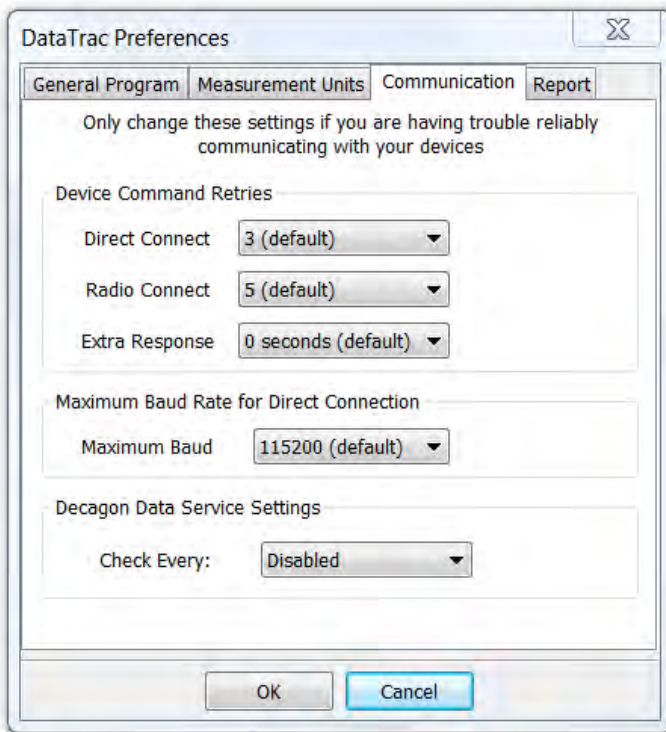 DataTrac Preferences
General Program Measurement Units Communication Report
Only change these settings if you are having trouble reliably
communicating with your devices
Device Command Retries
Direct Connect 3 (default)
Radio Connect 5 (default)
Extra Response 0 seconds (default)
Maximum Baud Rate for Direct Connection
Maximum Baud 115200 (default)
Decagon Data Service Settings
Check Every: Disabled
OK Cancel